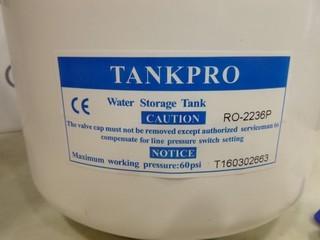 TANKPRO
CE Water Storage Tank
CAUTION RO-2236P
The valve cap must not be removed except authorized serviceman to
compensate for line pressure switch setting
NOTICE
Maximum working pressure:60psi T160302663